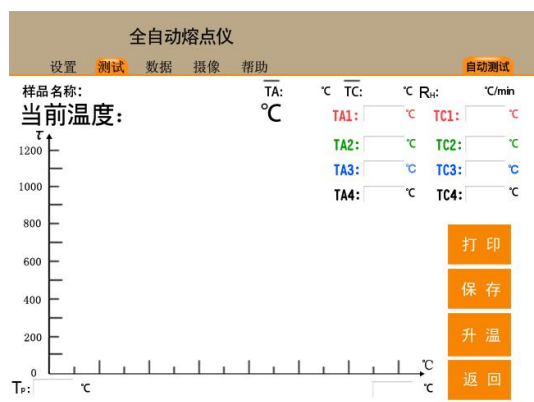 全自动熔点仪
设置 测试 数据 摄像 帮助 自动测试
样品名称: TA: ℃ TC: ℃ RH: ℃/min
当前温度: ℃
TA1: ℃ TC1: ℃
TA2: ℃ TC2: ℃
TA3: ℃ TC3: ℃
TA4: ℃ TC4: ℃
τ
1200
1000
800
600
400
200
0
℃
打印
保存
升温
返回
TP: ℃ ℃